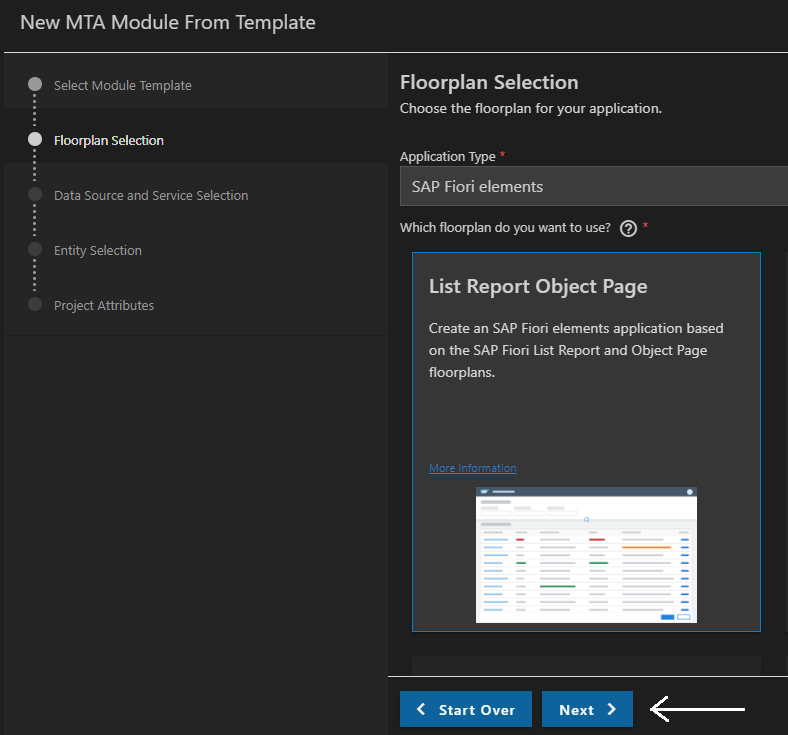 New MTA Module From Template
Select Module Template
Floorplan Selection
Data Source and Service Selection
Entity Selection
Project Attributes
Floorplan Selection
Choose the floorplan for your application.
Application Type *
SAP Fiori elements
Which floorplan do you want to use? ? *
List Report Object Page
Create an SAP Fiori elements application based
on the SAP Fiori List Report and Object Page
floorplans.
More Information
Start Over
Next